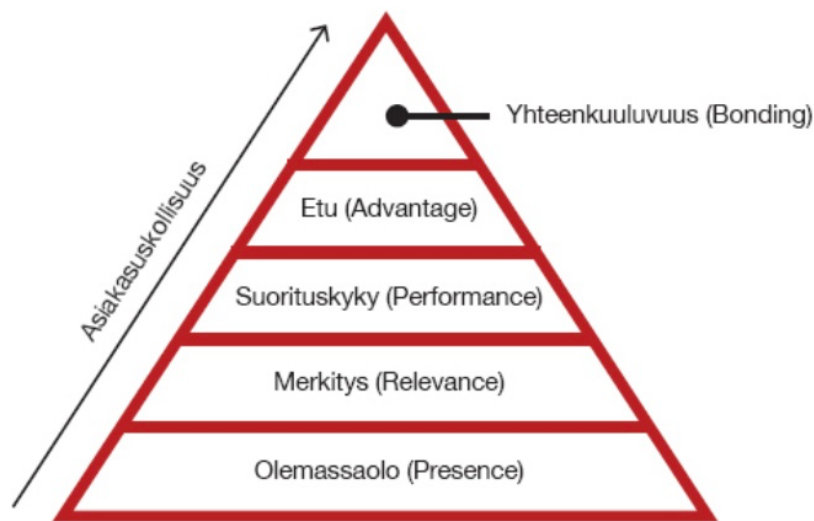 Yhteenkuuluvuus (Bonding)
Etu (Advantage)
Suorituskyky (Performance)
Merkitys (Relevance)
Olemassaolo (Presence)
Asiakasuskollisuus